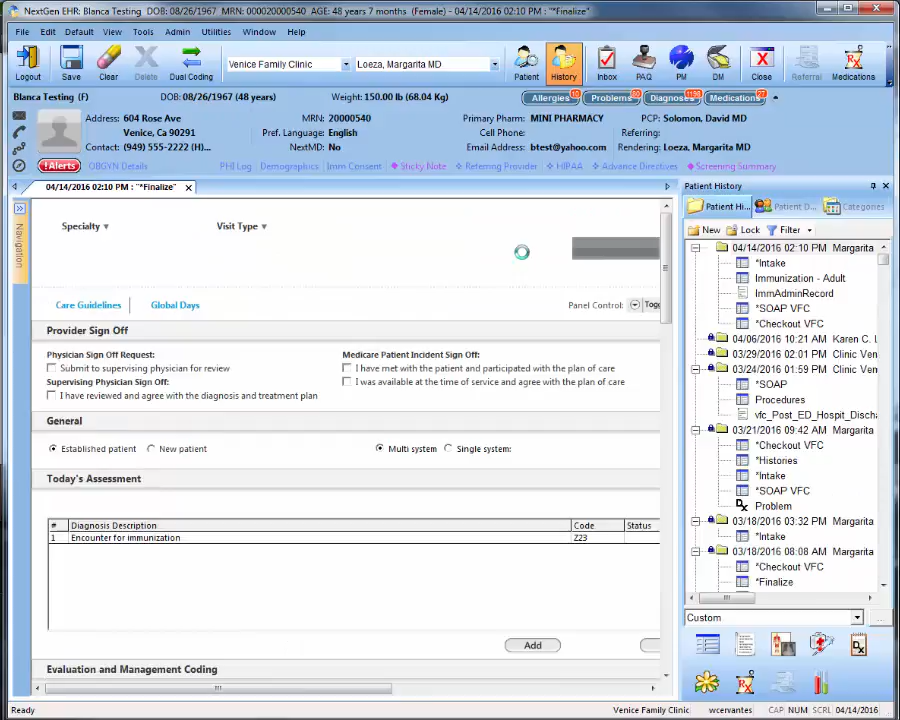 NextGen EHR: Blanca Testing  DOB: 08/26/1967  MRN: 000020000540  AGE: 48 years 7 months  (Female) - 04/14/2016 02:10 PM : "*Finalize"
File Edit Default View Tools Admin Utilities Window Help
Venice Family Clinic Loeza, Margarita MD
Logout Save Clear Delete Dual Coding Patient History Inbox PAQ PM DM Close Referral Medications
Blanca Testing (F) DOB: 08/26/1967 (48 years) Weight: 150.00 lb (68.04 Kg) Allergies Problems Diagnoses Medications
Address: 604 Rose Ave MRN: 20000540 Primary Pharm: MINI PHARMACY PCP: Solomon, David MD
Venice, CA 90291 Pref. Language: English Cell Phone: Referring:
Contact: (949) 555-2222 (H)... NextMD: No Email Address: btest@yahoo.com Rendering: Loeza, Margarita MD
Alerts OBGYN Details PHI Log Demographics Imm Consent Sticky Note Referring Provider HIPAA Advance Directives Screening Summary
04/14/2016 02:10 PM : "*Finalize"
Navigation
Specialty Visit Type
Care Guidelines Global Days Panel Control: Togg
Provider Sign Off
Physician Sign Off Request: Medicare Patient Incident Sign Off:
Submit to supervising physician for review I have met with the patient and participated with the plan of care
Supervising Physician Sign Off: I was available at the time of service and agree with the plan of care
I have reviewed and agree with the diagnosis and treatment plan
General
Established patient New patient Multi system Single system:
Today's Assessment
# Diagnosis Description Code Status
1 Encounter for immunization Z23
Add
Evaluation and Management Coding
Patient History
Patient Hi... Patient D... Categories
New Lock Filter
04/14/2016 02:10 PM Margarita
*Intake
Immunization - Adult
ImmAdminRecord
*SOAP VFC
*Checkout VFC
04/06/2016 10:21 AM Karen C. L
03/29/2016 02:01 PM Clinic Ven
03/24/2016 01:59 PM Clinic Ven
*SOAP
Procedures
vfc_Post_ED_Hospit_Discha
03/21/2016 09:42 AM Margarita
*Checkout VFC
*Histories
*Intake
*SOAP VFC
Problem
03/18/2016 03:32 PM Margarita
*Intake
03/18/2016 08:08 AM Margarita
*Checkout VFC
*Finalize
Custom
Ready Venice Family Clinic wcervantes CAP NUM SCRL 04/14/2016